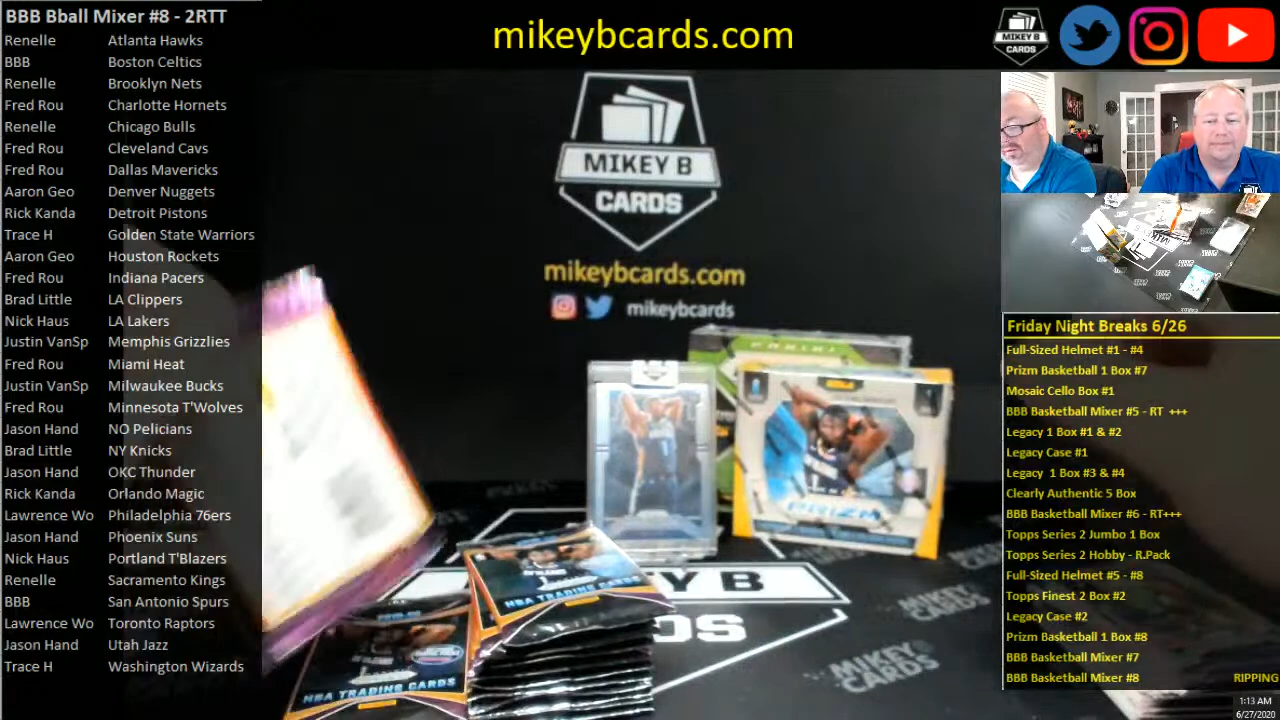 BBB Bball Mixer #8 - 2RTT
Renelle Atlanta Hawks
BBB Boston Celtics
Renelle Brooklyn Nets
Fred Rou Charlotte Hornets
Renelle Chicago Bulls
Fred Rou Cleveland Cavs
Fred Rou Dallas Mavericks
Aaron Geo Denver Nuggets
Rick Kanda Detroit Pistons
Trace H Golden State Warriors
Aaron Geo Houston Rockets
Fred Rou Indiana Pacers
Brad Little LA Clippers
Nick Haus LA Lakers
Justin VanSp Memphis Grizzlies
Fred Rou Miami Heat
Justin VanSp Milwaukee Bucks
Fred Rou Minnesota T'Wolves
Jason Hand NO Pelicans
Brad Little NY Knicks
Jason Hand OKC Thunder
Rick Kanda Orlando Magic
Lawrence Wo Philadelphia 76ers
Jason Hand Phoenix Suns
Nick Haus Portland T'Blazers
Renelle Sacramento Kings
BBB San Antonio Spurs
Lawrence Wo Toronto Raptors
Jason Hand Utah Jazz
Trace H Washington Wizards
mikeybcards.com
MIKEY B
CARDS
MIKEY B
CARDS
mikeybcards.com
mikeybcards
PANINI
PRIZM
NBA TRADING CARDS
NBA TRADING CARDS
Y B
DS
MIKEY B
CARDS
MIKEY B
CARDS
Friday Night Breaks 6/26
Full-Sized Helmet #1 - #4
Prizm Basketball 1 Box #7
Mosaic Cello Box #1
BBB Basketball Mixer #5 - RT +++
Legacy 1 Box #1 & #2
Legacy Case #1
Legacy 1 Box #3 & #4
Clearly Authentic 5 Box
BBB Basketball Mixer #6 - RT+++
Topps Series 2 Jumbo 1 Box
Topps Series 2 Hobby - R.Pack
Full-Sized Helmet #5 - #8
Topps Finest 2 Box #2
Legacy Case #2
Prizm Basketball 1 Box #8
BBB Basketball Mixer #7
BBB Basketball Mixer #8 RIPPING
1:13 AM
6/27/2020